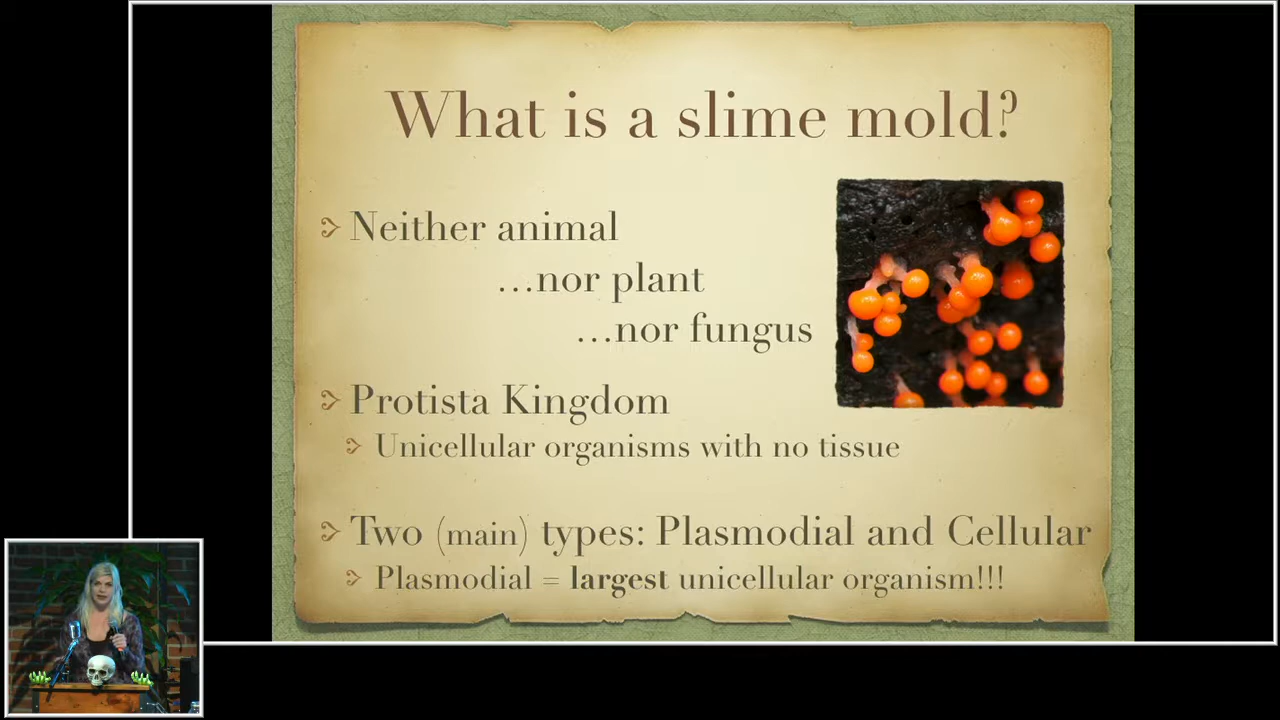 What is a slime mold?
Neither animal
…nor plant
…nor fungus
Protista Kingdom
Unicellular organisms with no tissue
Two (main) types: Plasmodial and Cellular
Plasmodial = largest unicellular organism!!!